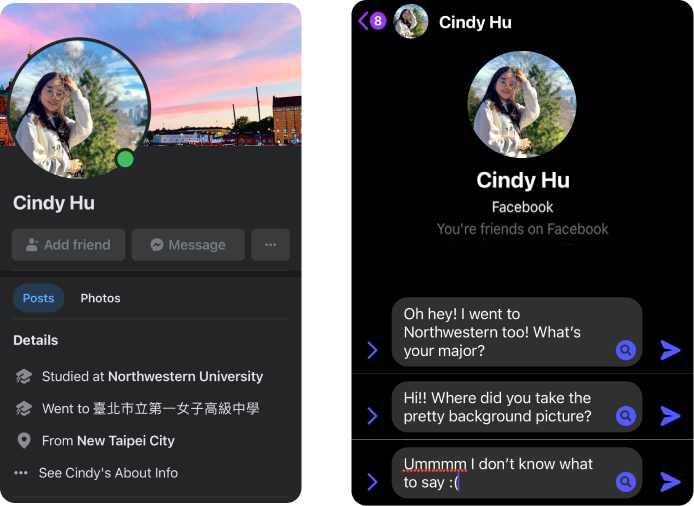 Cindy Hu
Add friend
Message
Posts
Photos
Details
Studied at Northwestern University
Went to 臺北市立第一女子高級中學
From New Taipei City
See Cindy's About Info
8
Cindy Hu
Cindy Hu
Facebook
You're friends on Facebook
Oh hey! I went to
Northwestern too! What's
your major?
Hi!! Where did you take the
pretty background picture?
Ummmm I don't know what
to say :(